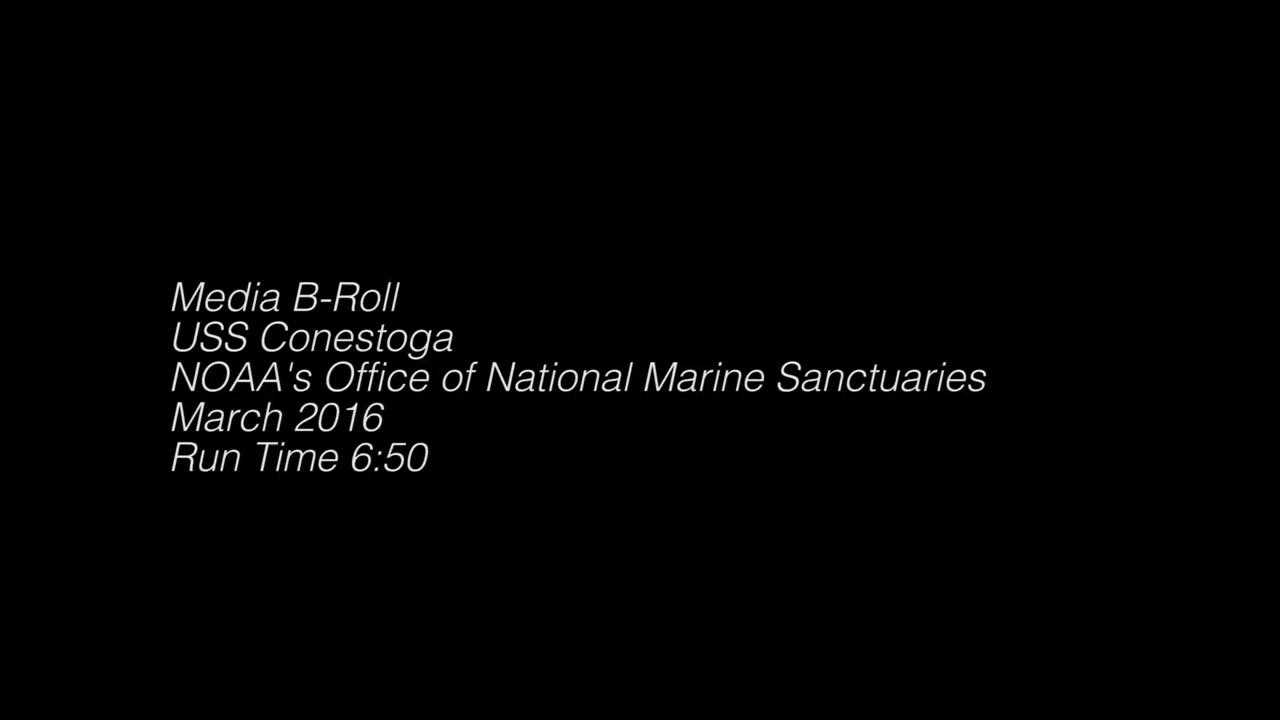 Media B-Roll
USS Conestoga
NOAA's Office of National Marine Sanctuaries
March 2016
Run Time 6:50